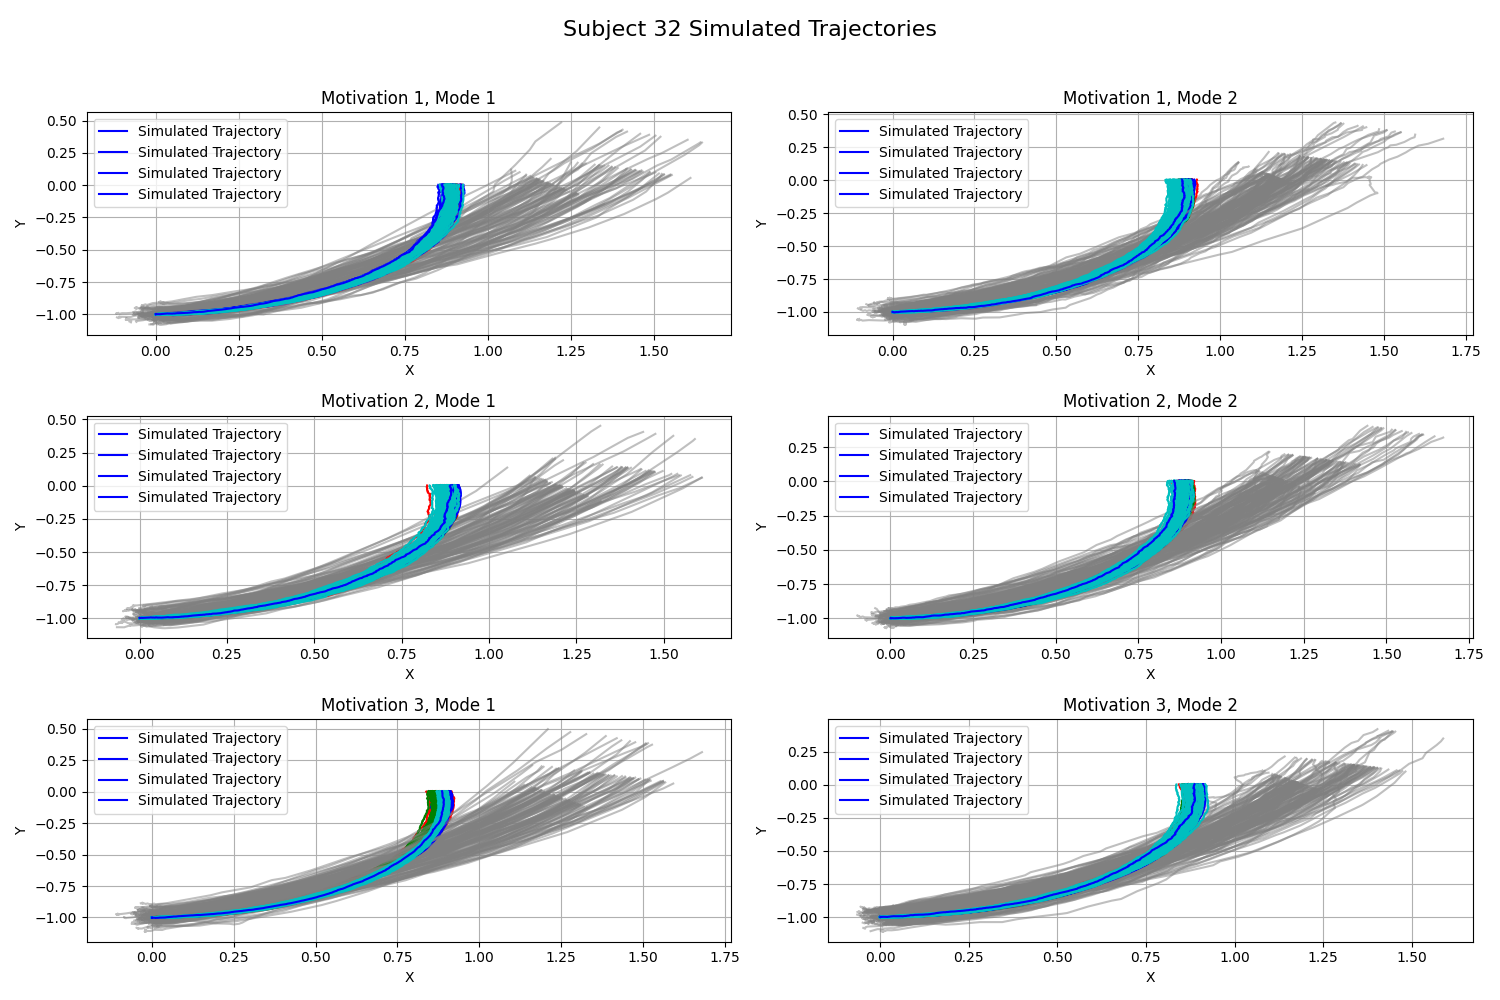 Subject 32 Simulated Trajectories
Motivation 1, Mode 1
Simulated Trajectory
Simulated Trajectory
Simulated Trajectory
Simulated Trajectory
Y
0.50
0.25
0.00
−0.25
−0.50
−0.75
−1.00
0.00 0.25 0.50 0.75 1.00 1.25 1.50
X
Motivation 1, Mode 2
Simulated Trajectory
Simulated Trajectory
Simulated Trajectory
Simulated Trajectory
Y
0.50
0.25
0.00
−0.25
−0.50
−0.75
−1.00
0.00 0.25 0.50 0.75 1.00 1.25 1.50 1.75
X
Motivation 2, Mode 1
Simulated Trajectory
Simulated Trajectory
Simulated Trajectory
Simulated Trajectory
Y
0.50
0.25
0.00
−0.25
−0.50
−0.75
−1.00
0.00 0.25 0.50 0.75 1.00 1.25 1.50
X
Motivation 2, Mode 2
Simulated Trajectory
Simulated Trajectory
Simulated Trajectory
Simulated Trajectory
Y
0.25
0.00
−0.25
−0.50
−0.75
−1.00
0.00 0.25 0.50 0.75 1.00 1.25 1.50 1.75
X
Motivation 3, Mode 1
Simulated Trajectory
Simulated Trajectory
Simulated Trajectory
Simulated Trajectory
Y
0.50
0.25
0.00
−0.25
−0.50
−0.75
−1.00
0.00 0.25 0.50 0.75 1.00 1.25 1.50 1.75
X
Motivation 3, Mode 2
Simulated Trajectory
Simulated Trajectory
Simulated Trajectory
Simulated Trajectory
Y
0.25
0.00
−0.25
−0.50
−0.75
−1.00
0.00 0.25 0.50 0.75 1.00 1.25 1.50
X